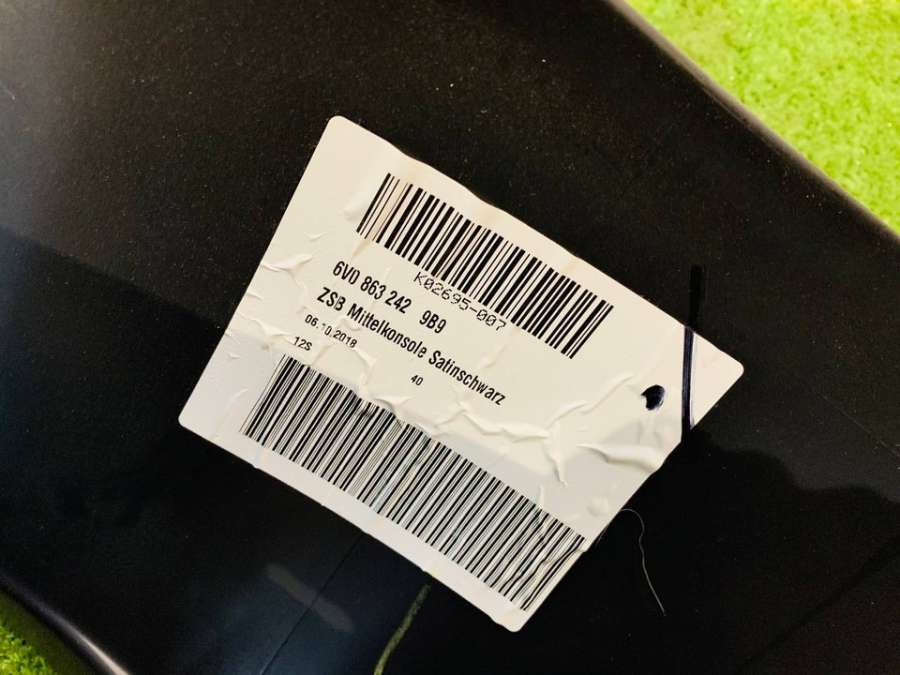 K02695-007
6V0 863 242 9B9
ZSB Mittelkonsole Satinschwarz
06.10.2018 40
12S